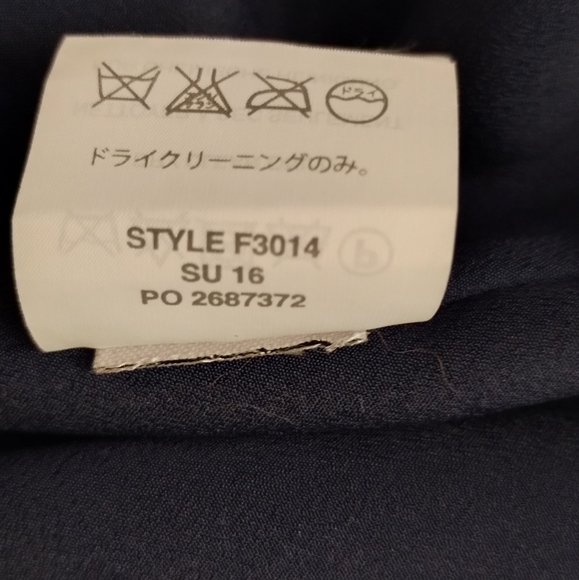 ドライ
ドライクリーニングのみ。
STYLE F3014
SU 16
PO 2687372